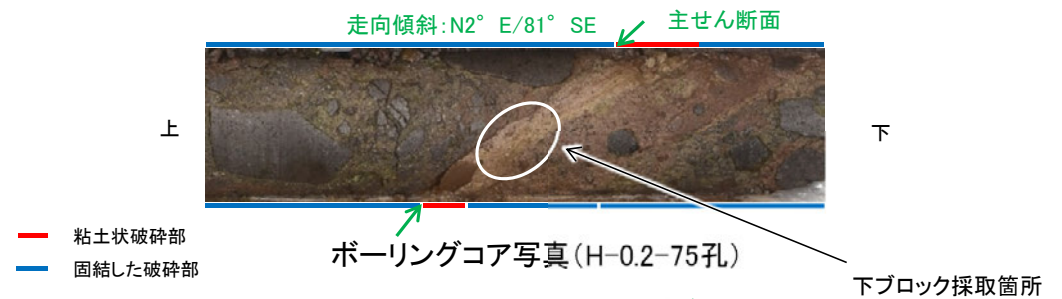 走向傾斜:N2°E/81°SE
主せん断面
上
下
粘土状破砕部
固結した破砕部
ボーリングコア写真(H-0.2-75孔)
下ブロック採取箇所